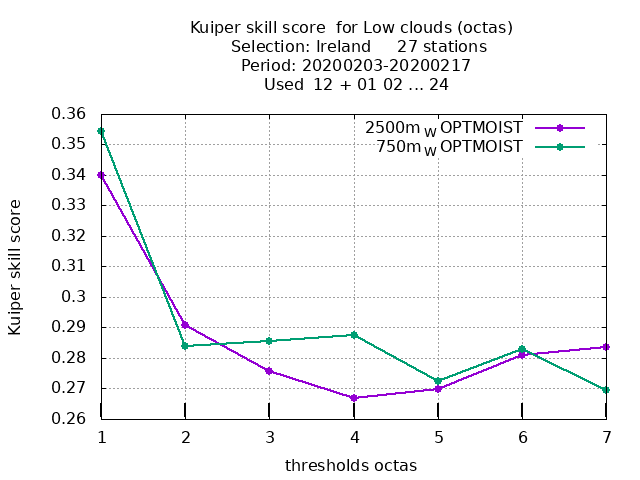 Kuiper skill score for Low clouds (octas)
Selection: Ireland 27 stations
Period: 20200203-20200217
Used 12 + 01 02 ... 24
2500m W OPTMOIST
750m W OPTMOIST
0.36
0.35
0.34
0.33
0.32
0.31
0.3
0.29
0.28
0.27
0.26
Kuiper skill score
1 2 3 4 5 6 7
thresholds octas